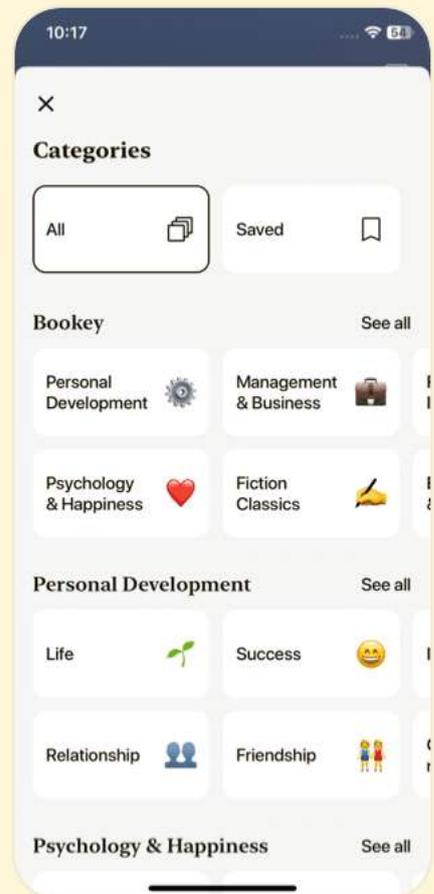 10:17
54
Categories
All
Saved
Bookey
See all
Personal
Development
Management
& Business
Psychology
& Happiness
Fiction
Classics
Personal Development
See all
Life
Success
Relationship
Friendship
Psychology & Happiness
See all